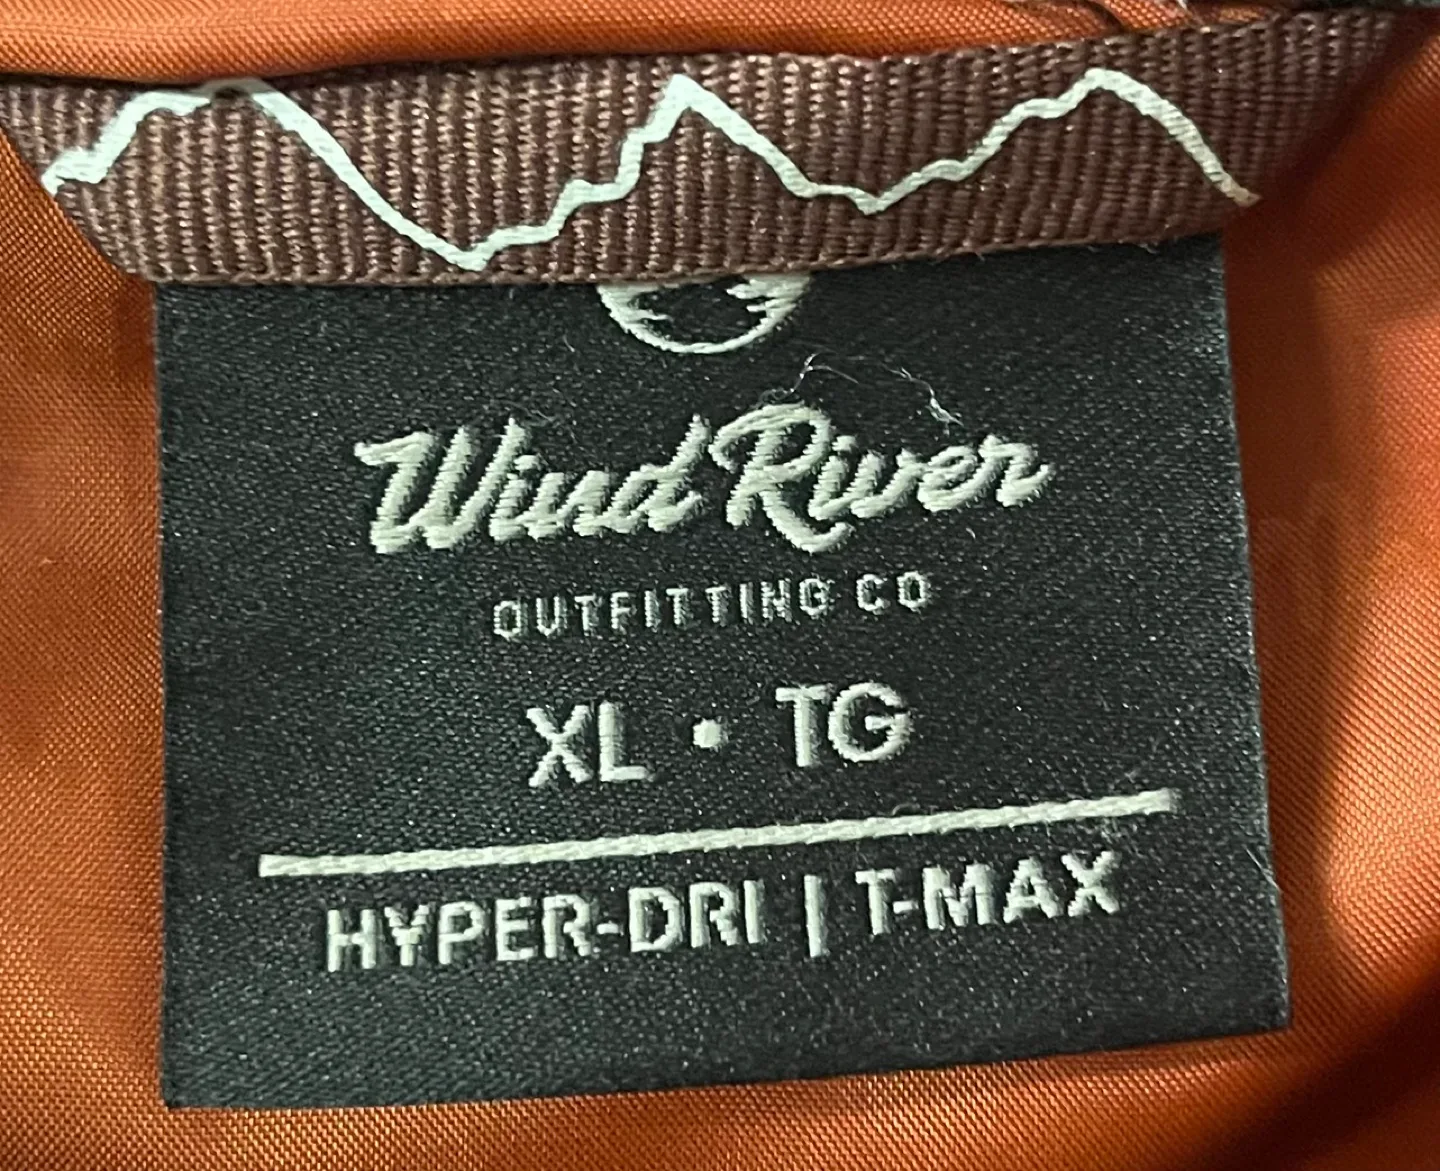 Wind River
OUTFITTING CO
XL • TG
HYPER-DRI | T-MAX